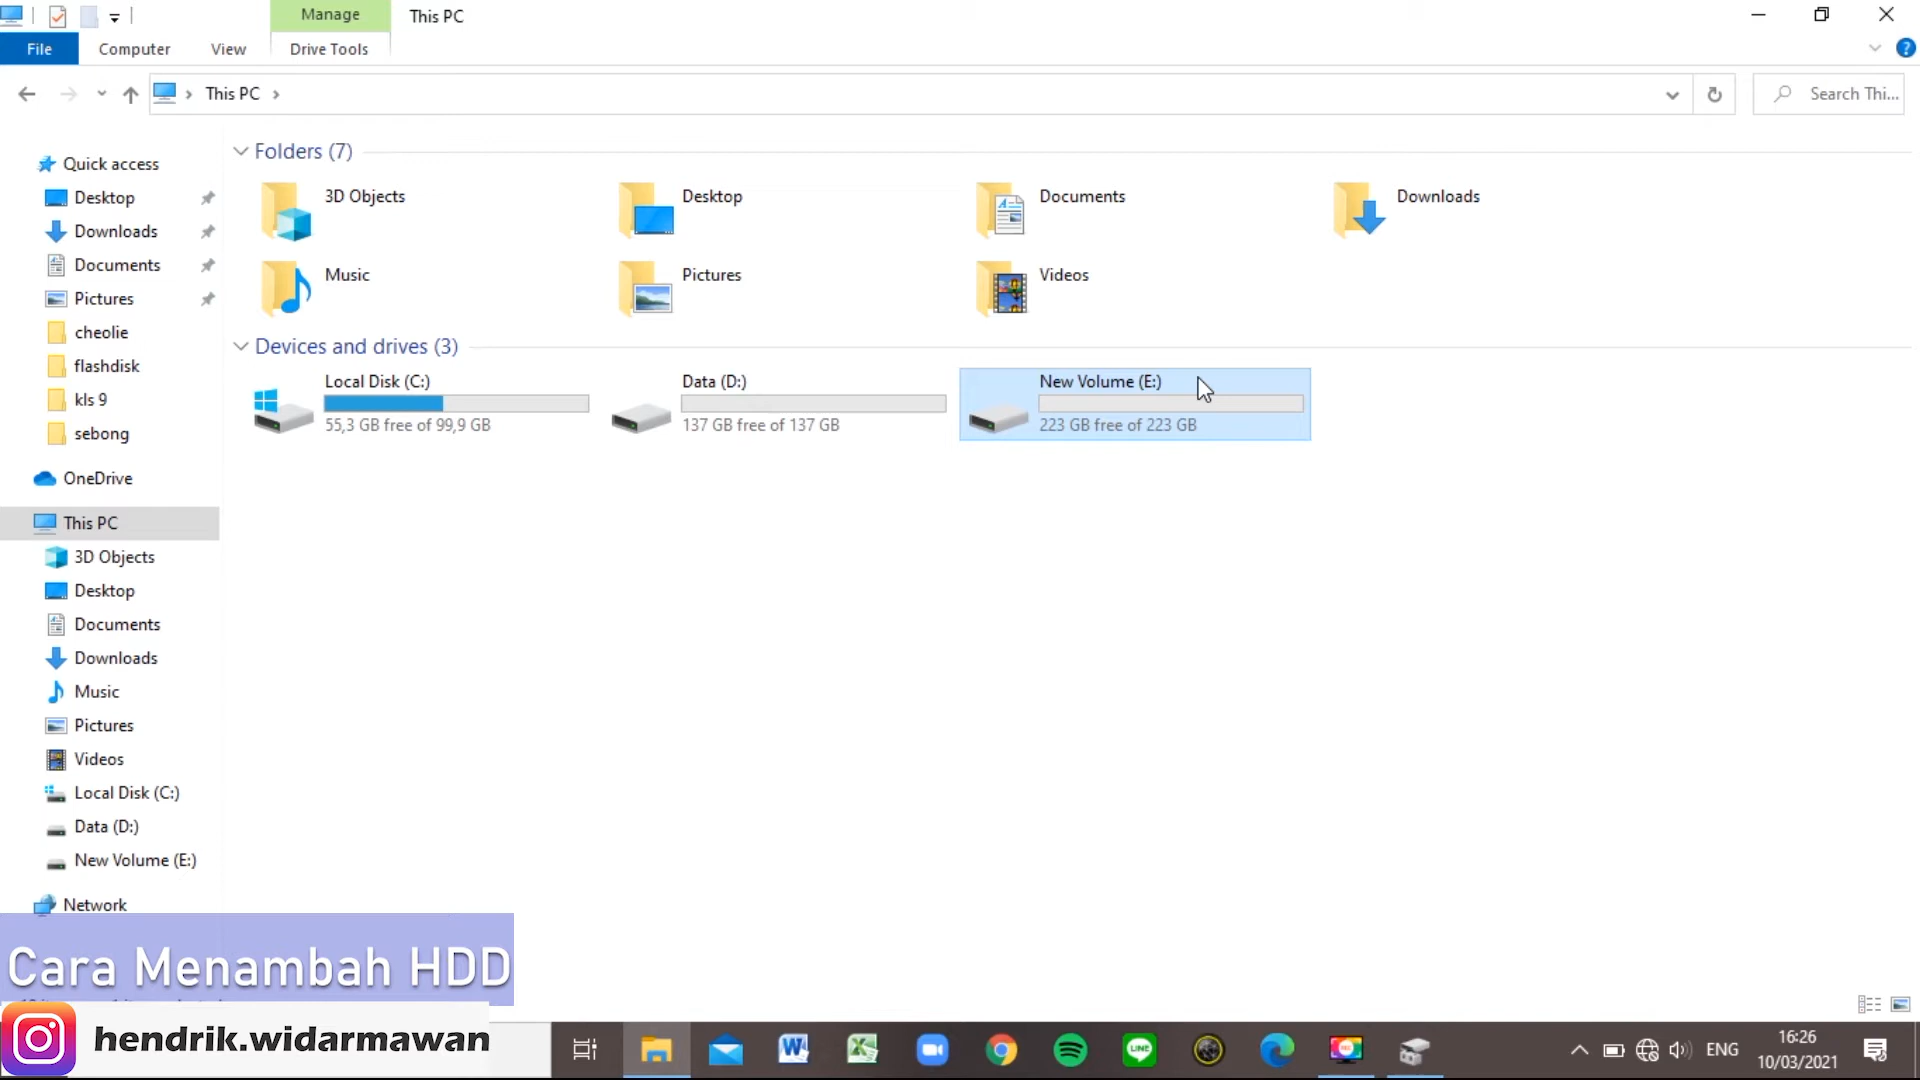 Manage
This PC
File
Computer
View
Drive Tools
This PC
Search Thi...
Quick access
Desktop
Downloads
Documents
Pictures
cheolie
flashdisk
kls 9
sebong
OneDrive
This PC
3D Objects
Desktop
Documents
Downloads
Music
Pictures
Videos
Local Disk (C:)
Data (D:)
New Volume (E:)
Network
Folders (7)
3D Objects
Desktop
Documents
Downloads
Music
Pictures
Videos
Devices and drives (3)
Local Disk (C:)
55,3 GB free of 99,9 GB
Data (D:)
137 GB free of 137 GB
New Volume (E:)
223 GB free of 223 GB
Cara Menambah HDD
hendrik.widarmawan
LINE
ENG
16:26
10/03/2021